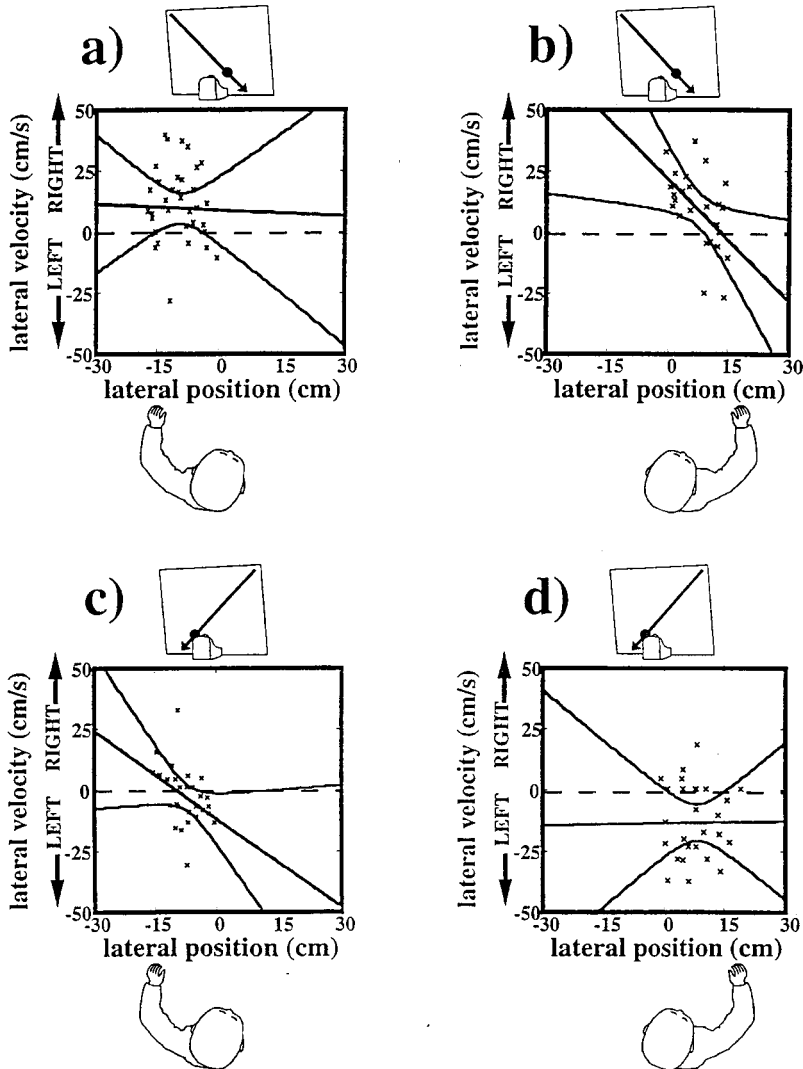 a)
50
25
0
-25
-50
lateral velocity (cm/s)
LEFT RIGHT
-30 -15 0 15 30
lateral position (cm)
b)
50
25
0
-25
-50
lateral velocity (cm/s)
LEFT RIGHT
-30 -15 0 15 30
lateral position (cm)
c)
50
25
0
-25
-50
lateral velocity (cm/s)
LEFT RIGHT
-30 -15 0 15 30
lateral position (cm)
d)
50
25
0
-25
-50
lateral velocity (cm/s)
LEFT RIGHT
-30 -15 0 15 30
lateral position (cm)